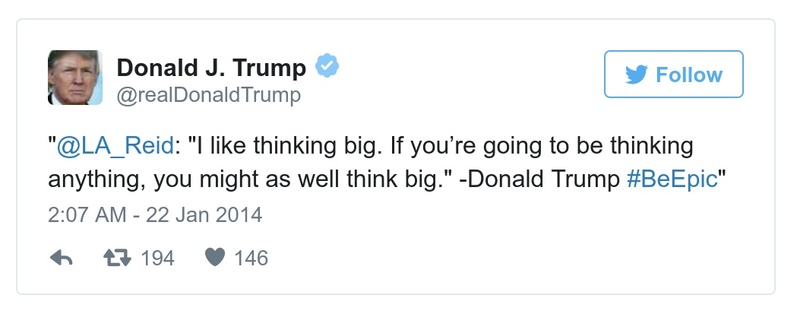 Donald J. Trump
Follow
@realDonaldTrump
"@LA_Reid: "I like thinking big. If you’re going to be thinking
anything, you might as well think big." -Donald Trump #BeEpic"
2:07 AM - 22 Jan 2014
194 146